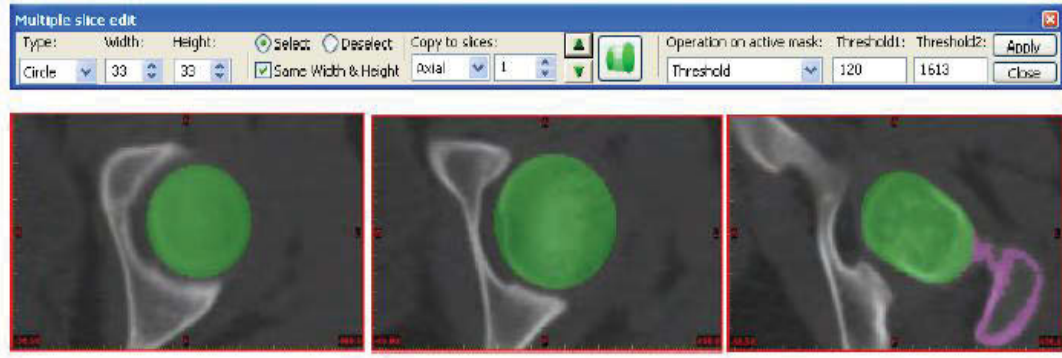 Multiple slice edit
Type: Width: Height: Select Deselect Copy to slices: Operation on active mask: Threshold1: Threshold2: Apply
Circle 33 33 Same Width & Height Axial 1 Threshold 120 1613 Close